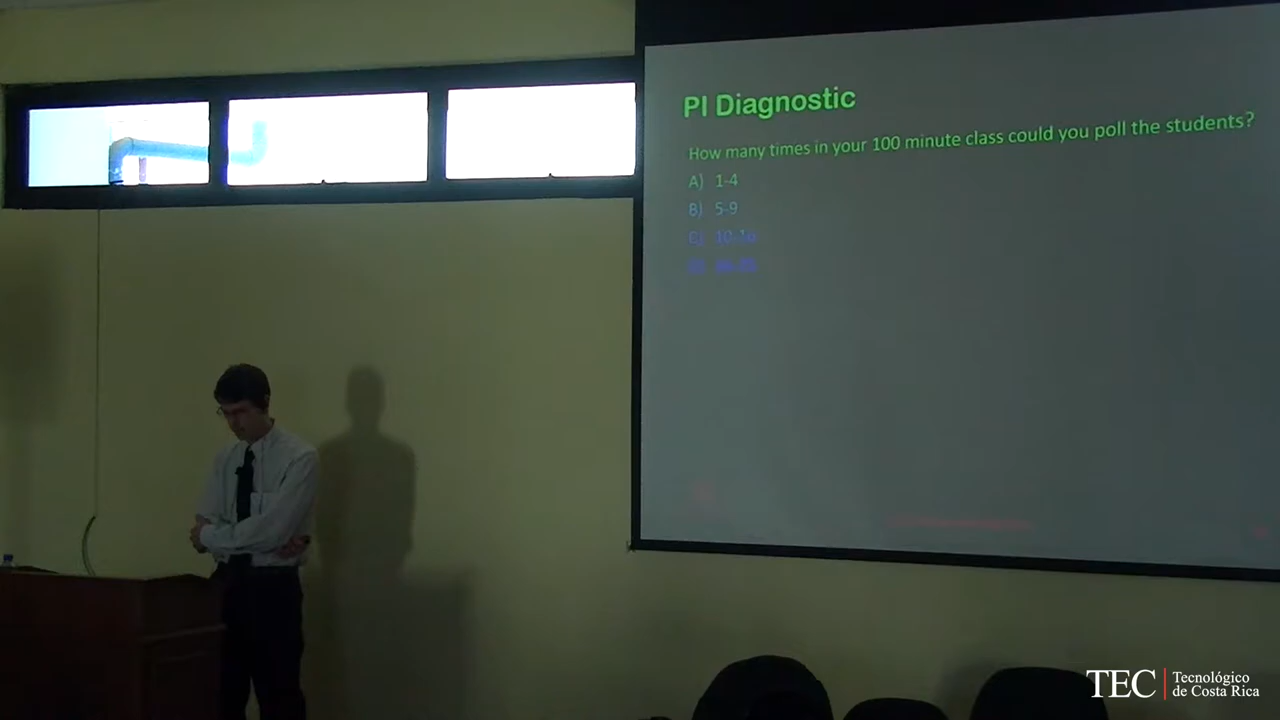 PI Diagnostic
How many times in your 100 minute class could you poll the students?
A) 1-4
B) 5-9
C)
TEC
Tecnológico
de Costa Rica